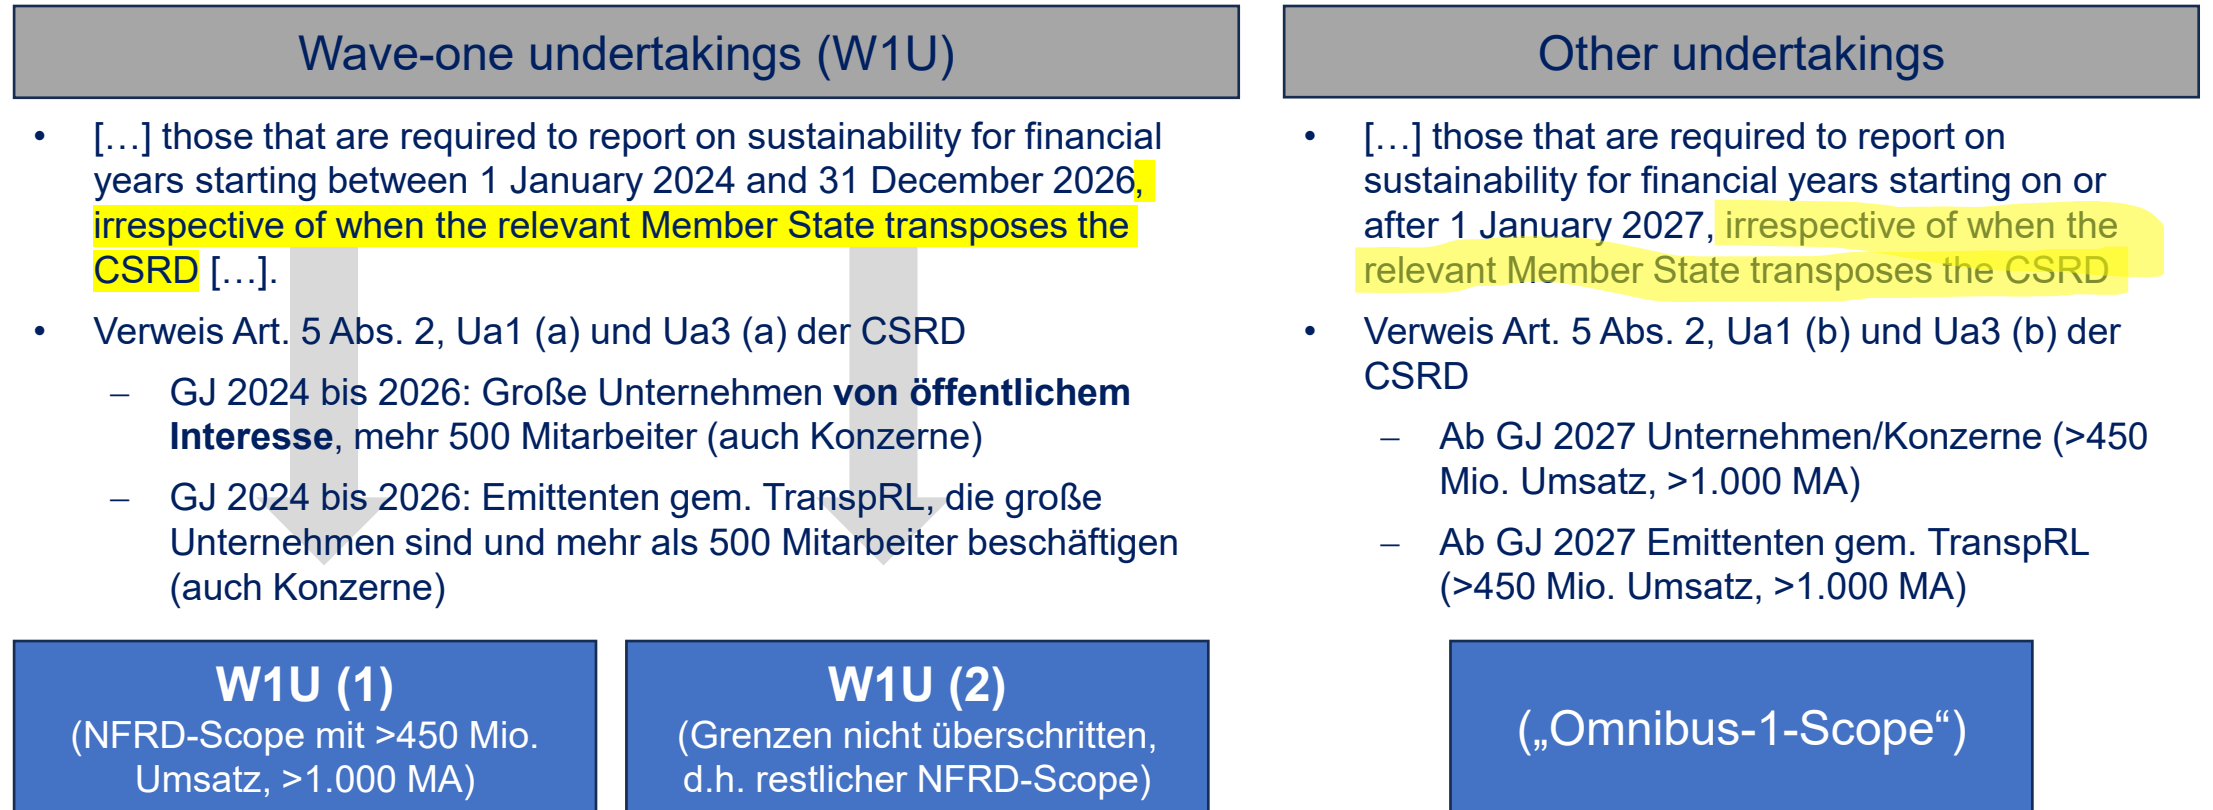 Wave-one undertakings (W1U)
• […] those that are required to report on sustainability for financial
years starting between 1 January 2024 and 31 December 2026,
irrespective of when the relevant Member State transposes the
CSRD […].
• Verweis Art. 5 Abs. 2, Ua1 (a) und Ua3 (a) der CSRD
– GJ 2024 bis 2026: Große Unternehmen von öffentlichem
Interesse, mehr 500 Mitarbeiter (auch Konzerne)
– GJ 2024 bis 2026: Emittenten gem. TranspRL, die große
Unternehmen sind und mehr als 500 Mitarbeiter beschäftigen
(auch Konzerne)
W1U (1)
(NFRD-Scope mit >450 Mio.
Umsatz, >1.000 MA)
W1U (2)
(Grenzen nicht überschritten,
d.h. restlicher NFRD-Scope)
Other undertakings
• […] those that are required to report on
sustainability for financial years starting on or
after 1 January 2027, irrespective of when the
relevant Member State transposes the CSRD
• Verweis Art. 5 Abs. 2, Ua1 (b) und Ua3 (b) der
CSRD
– Ab GJ 2027 Unternehmen/Konzerne (>450
Mio. Umsatz, >1.000 MA)
– Ab GJ 2027 Emittenten gem. TranspRL
(>450 Mio. Umsatz, >1.000 MA)
(„Omnibus-1-Scope“)